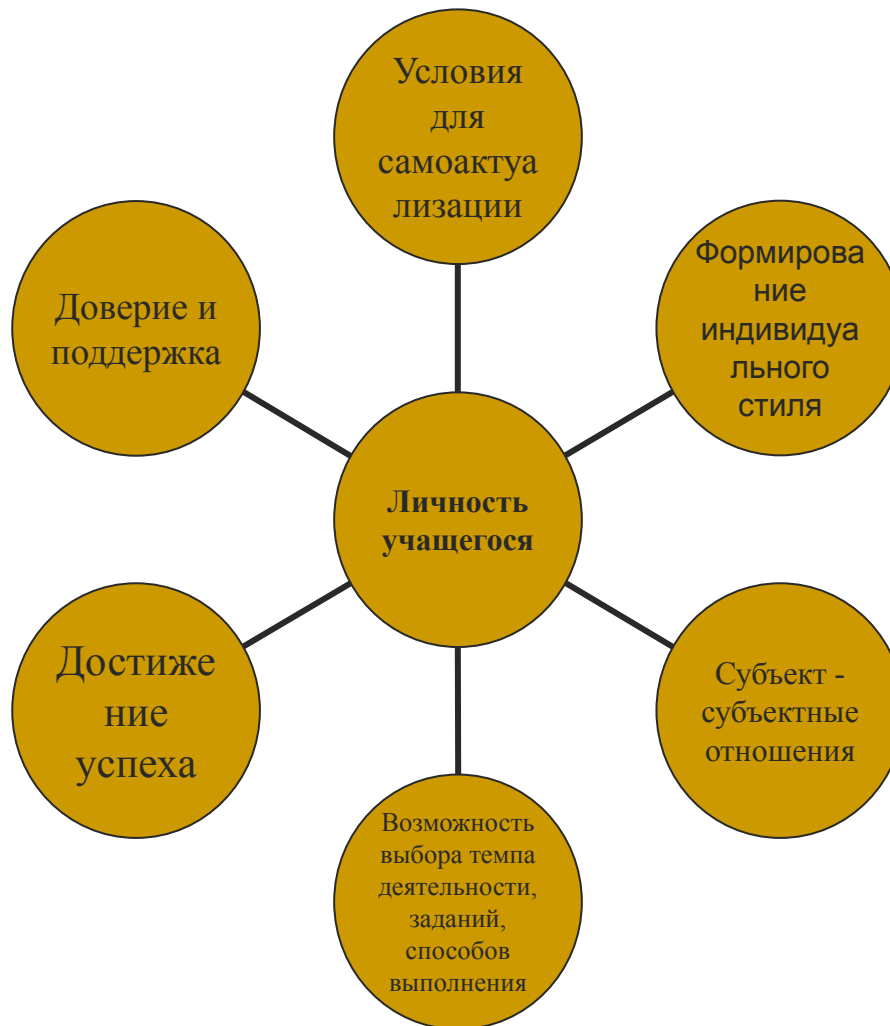 Условия
для
самоактуа
лизации
Доверие и
поддержка
Формирова
ние
индивидуа
льного
стиля
Личность
учащегося
Достиже
ние
успеха
Субъект -
субъектные
отношения
Возможность
выбора темпа
деятельности,
заданий,
способов
выполнения